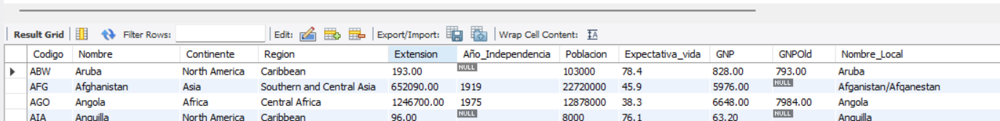 Result Grid Filter Rows: Edit: Export/Import: Wrap Cell Content: IA
Codigo Nombre Continente Region Extension Año_Independencia Poblacion Expectativa_vida GNP GNPOld Nombre_Local
ABW Aruba North America Caribbean 193.00 NULL 103000 78.4 828.00 793.00 Aruba
AFG Afghanistan Asia Southern and Central Asia 652090.00 1919 22720000 45.9 5976.00 NULL Afganistan/Afqanestan
AGO Angola Africa Central Africa 1246700.00 1975 12878000 38.3 6648.00 7984.00 Angola
AIA Anguilla North America Caribbean 96.00 NULL 8000 76.1 63.20 NULL Anguilla